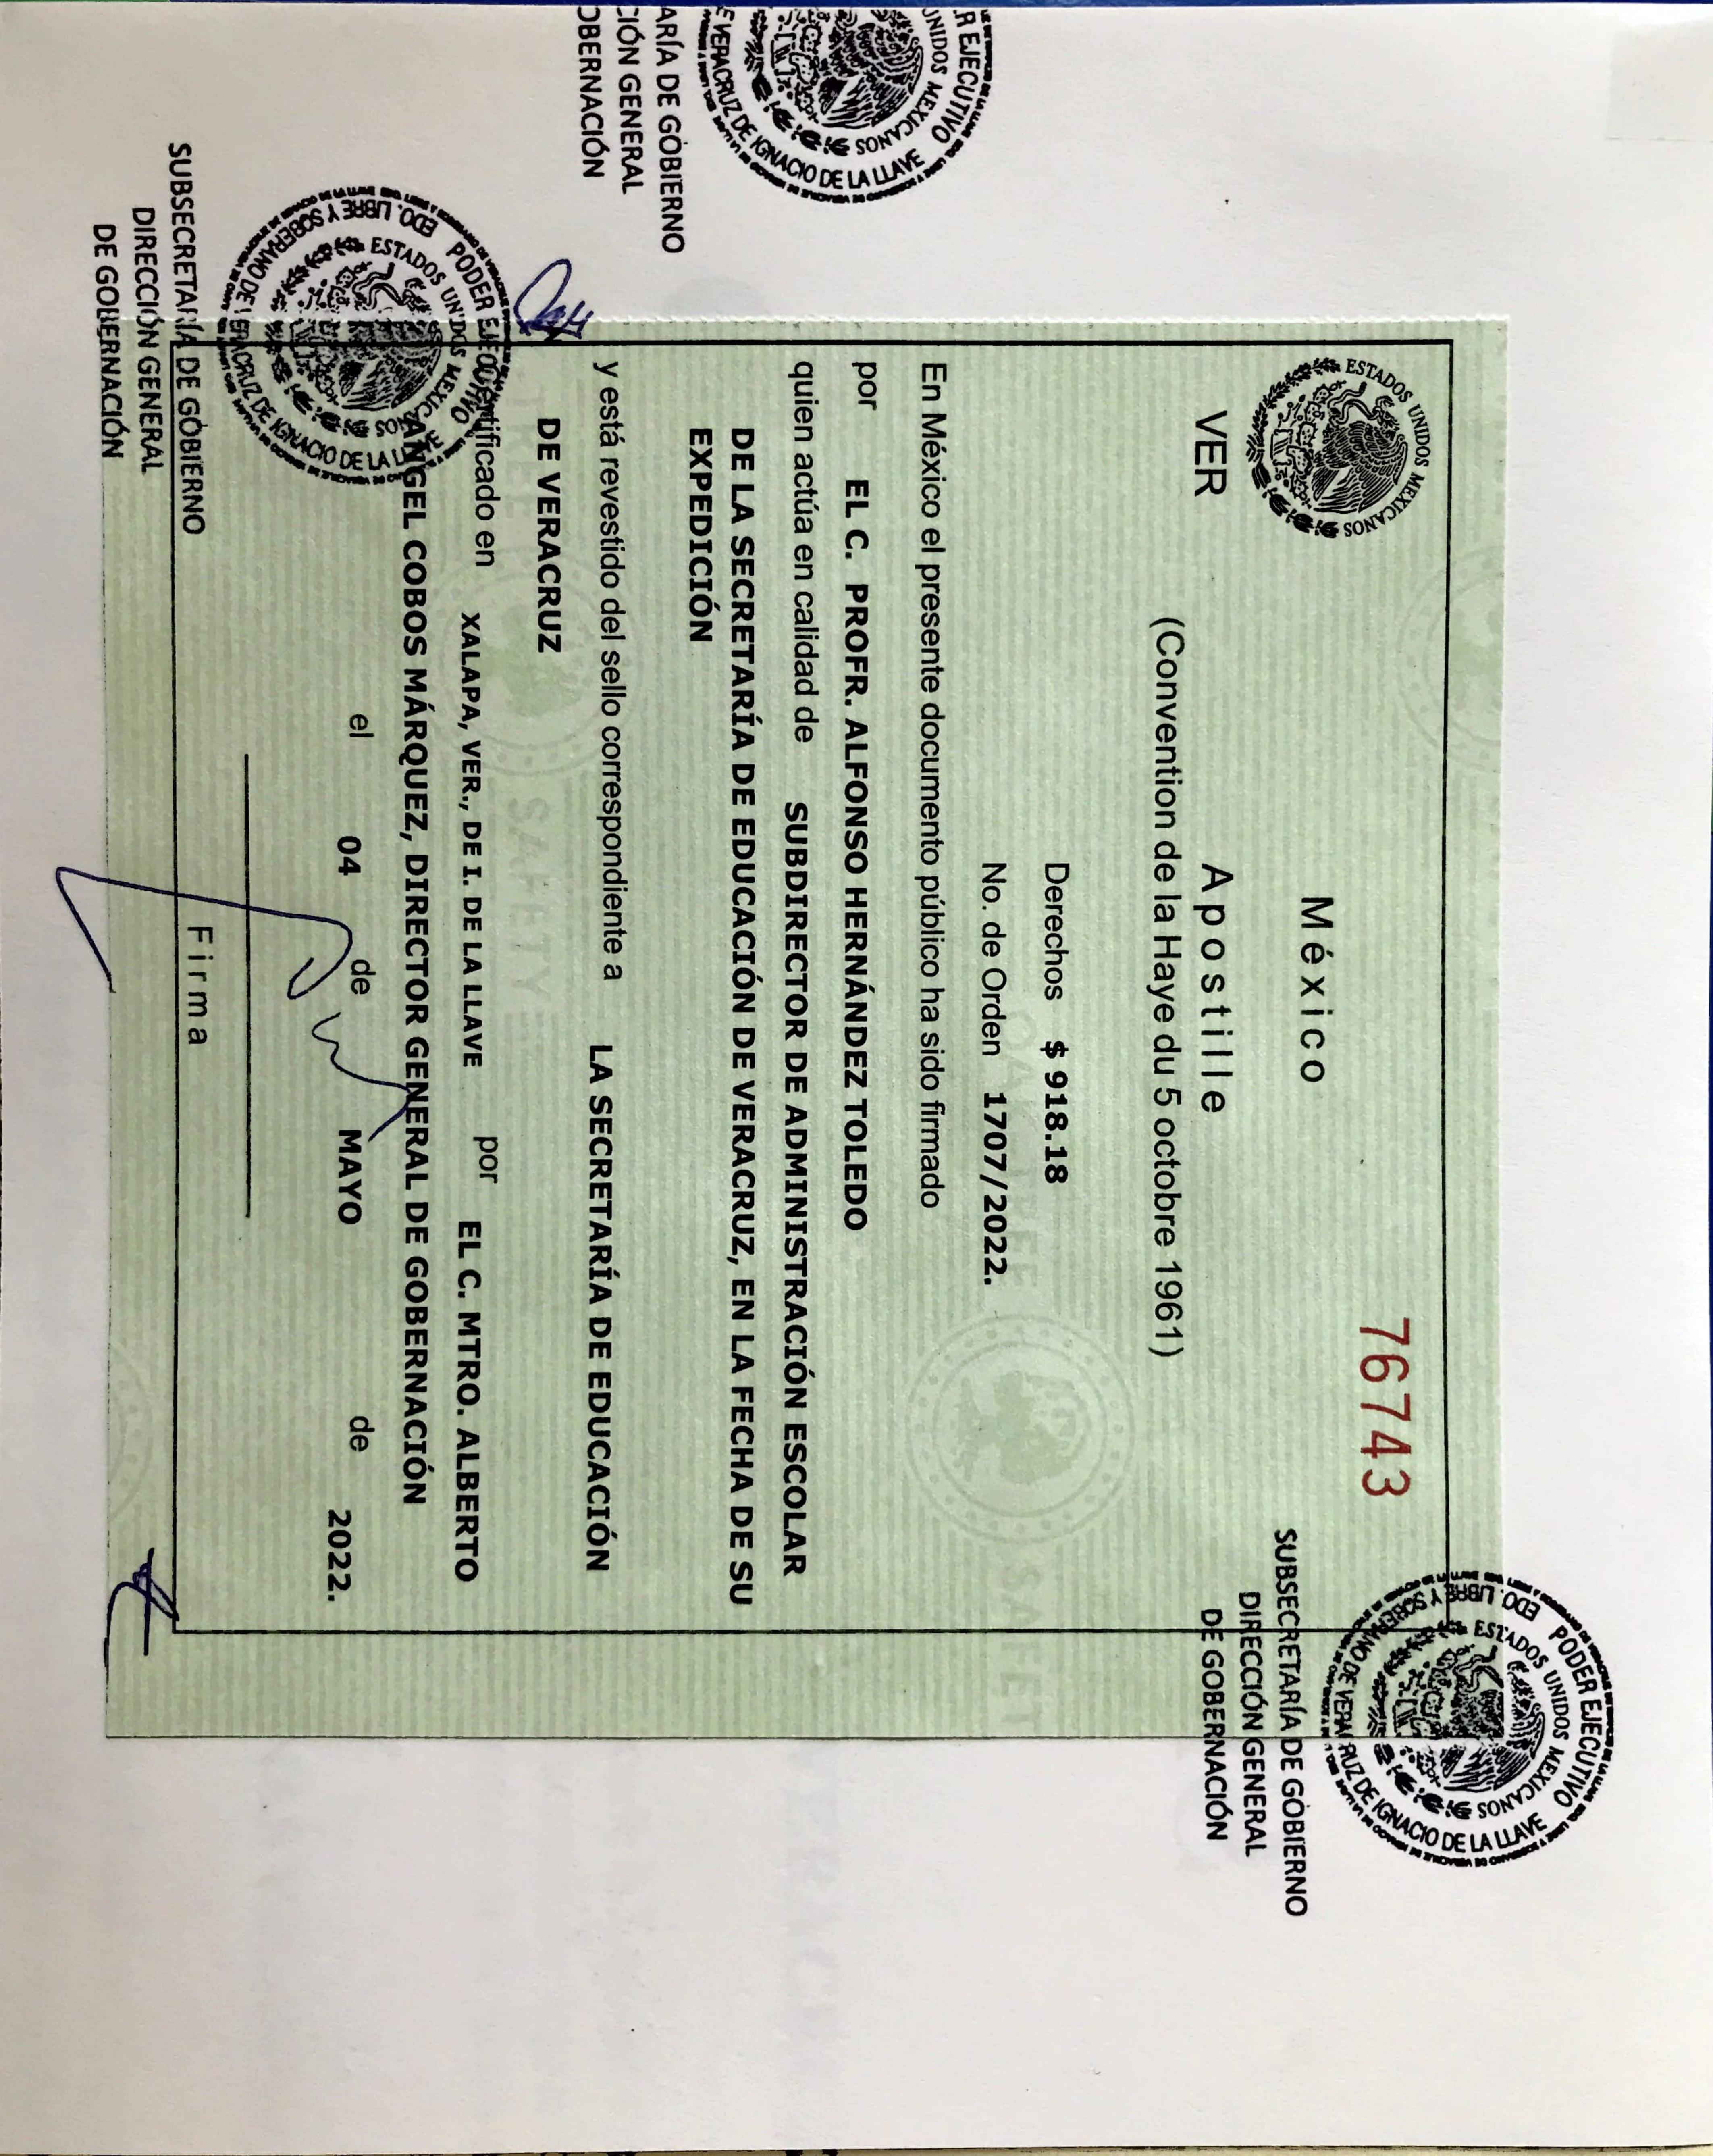 76743
ESTADOS UNIDOS MEXICANOS
México
VER
Apostille
(Convention de la Haye du 5 octobre 1961)
Derechos $ 918.18
No. de Orden 1707/2022.
En México el presente documento público ha sido firmado
por EL C. PROFR. ALFONSO HERNÁNDEZ TOLEDO
quien actúa en calidad de SUBDIRECTOR DE ADMINISTRACIÓN ESCOLAR
DE LA SECRETARÍA DE EDUCACIÓN DE VERACRUZ, EN LA FECHA DE SU
EXPEDICIÓN
y está revestido del sello correspondiente a LA SECRETARÍA DE EDUCACIÓN
DE VERACRUZ
XALAPA, VER., DE I. DE LA LLAVE por EL C. MTRO. ALBERTO
ÁNGEL COBOS MÁRQUEZ, DIRECTOR GENERAL DE GOBERNACIÓN
el 04 de MAYO de 2022.
Firma
PODER EJECUTIVO
ESTADOS UNIDOS MEXICANOS
EDO. LIBRE Y SOBERANO DE VERACRUZ DE IGNACIO DE LA LLAVE
SUBSECRETARÍA DE GOBIERNO
DIRECCIÓN GENERAL
DE GOBERNACIÓN
PODER EJECUTIVO
ESTADOS UNIDOS MEXICANOS
EDO. LIBRE Y SOBERANO DE VERACRUZ DE IGNACIO DE LA LLAVE
SUBSECRETARÍA DE GOBIERNO
DIRECCIÓN GENERAL
DE GOBERNACIÓN
R EJECUTIVO
UNIDOS MEXICANOS
E VERACRUZ DE IGNACIO DE LA LLAVE
ARÍA DE GOBIERNO
CIÓN GENERAL
OBERNACIÓN